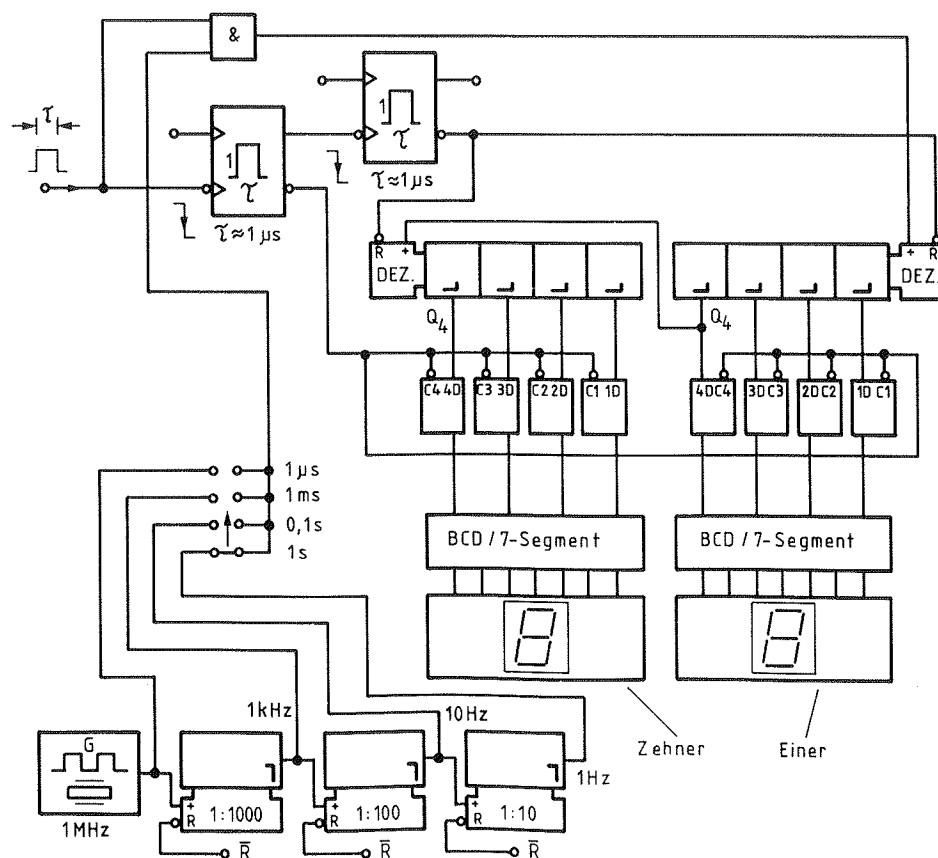 &
τ
1
τ
τ≈1µs
1
τ
τ≈1µs
R +
DEZ.
Q4
+ R
DEZ.
Q4
C4 4D
C3 3D
C2 2D
C1 1D
4D C4
3D C3
2D C2
1D C1
1µs
1ms
0,1s
1s
BCD / 7-Segment
BCD / 7-Segment
8
8
Zehner
Einer
1kHz
10Hz
1Hz
G
1MHz
+
R
1:1000
R̅
+
R
1:100
R̅
+
R
1:10
R̅